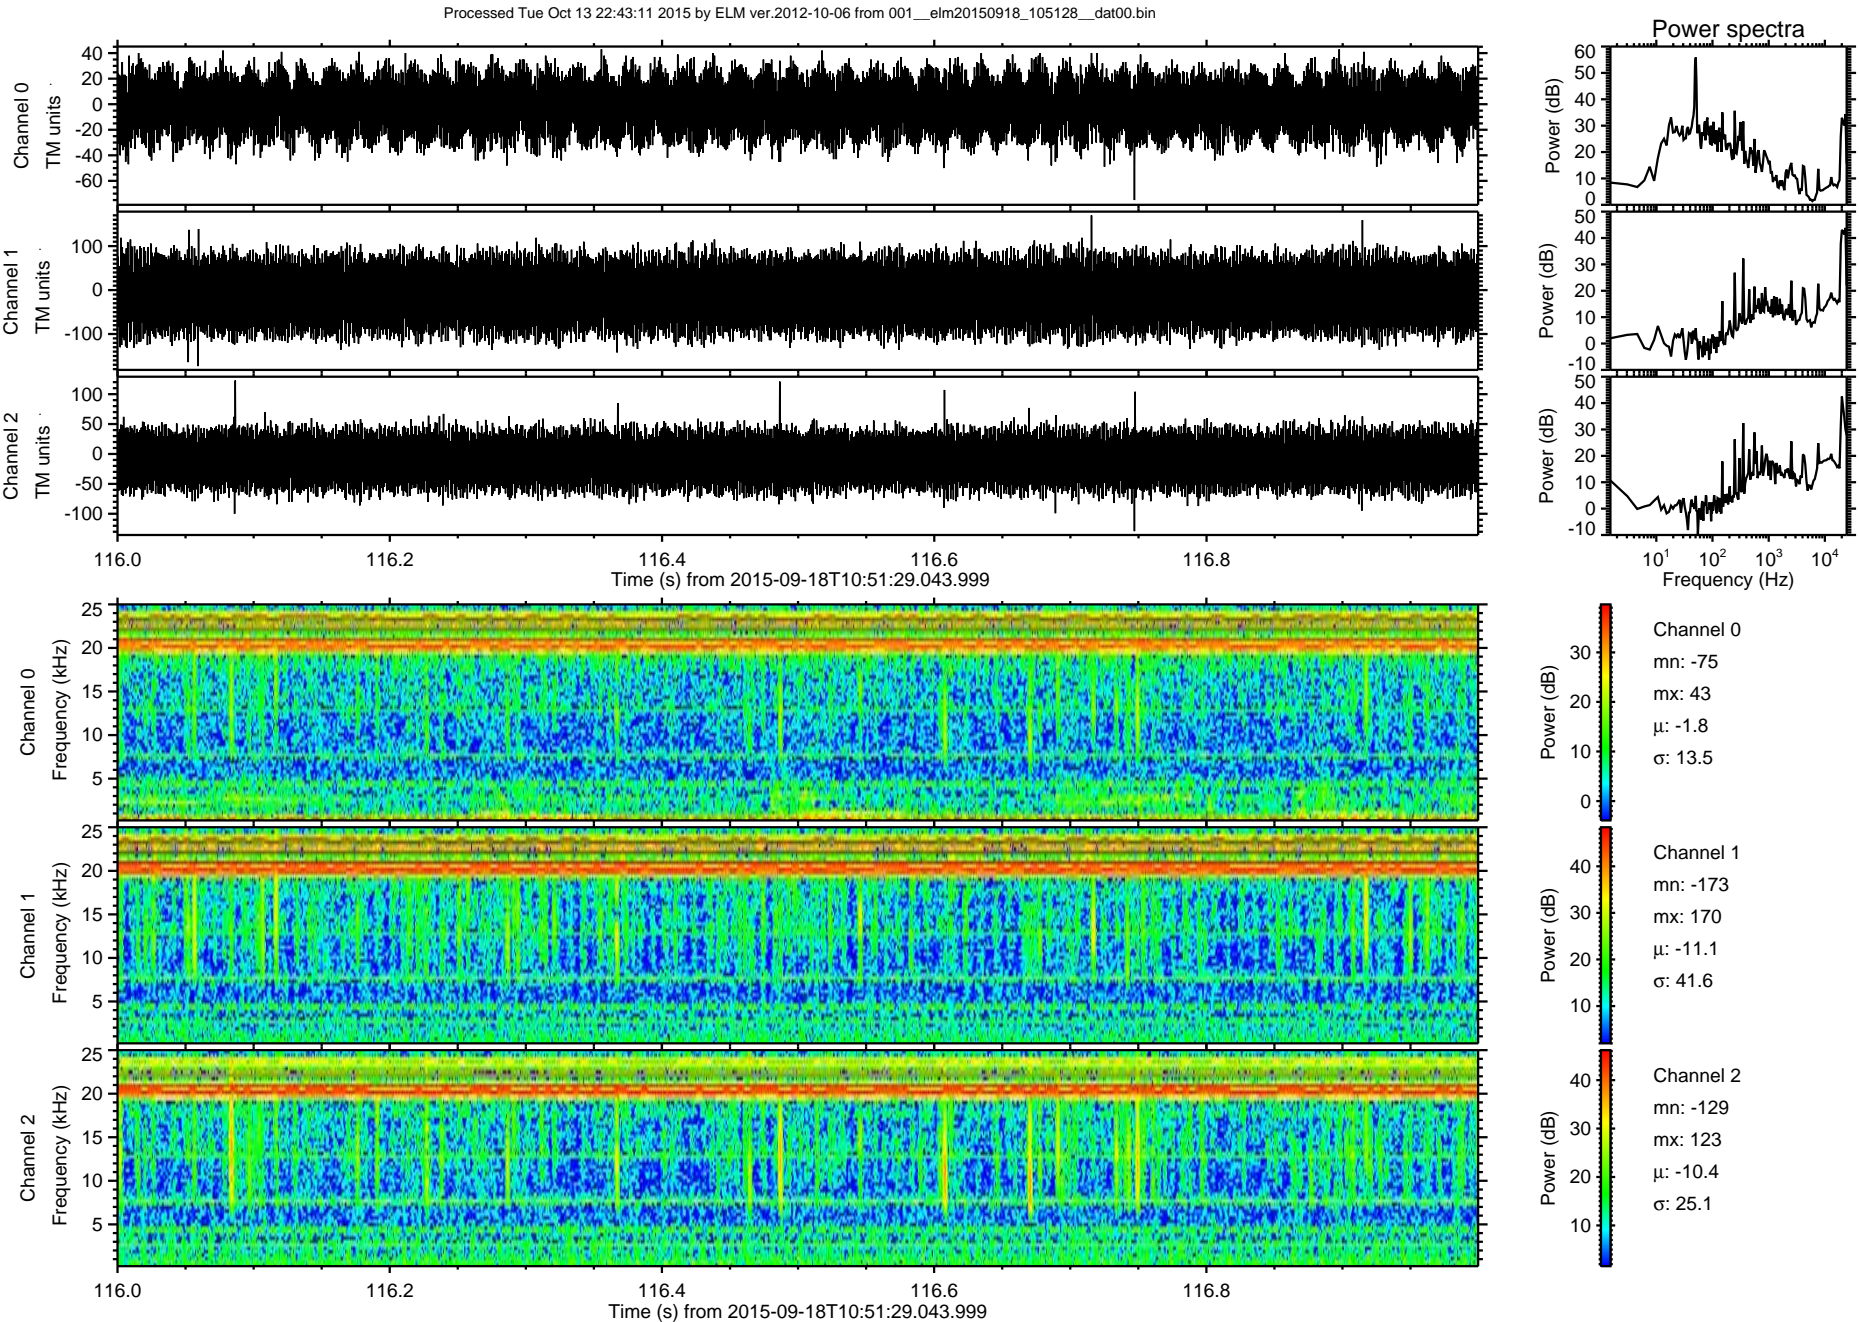 Processed Tue Oct 13 22:43:11 2015 by ELM ver.2012-10-06 from 001__elm20150918_105128__dat00.bin
Power spectra
Channel 0
TM units
40
20
0
-20
-40
-60
Power (dB)
60
50
40
30
20
10
0
Channel 1
TM units
100
0
-100
Power (dB)
50
40
30
20
10
0
-10
Channel 2
TM units
100
50
0
-50
-100
Power (dB)
50
40
30
20
10
0
-10
116.0 116.2 116.4 116.6 116.8
Time (s) from 2015-09-18T10:51:29.043.999
10¹ 10² 10³ 10⁴
Frequency (Hz)
Channel 0
Frequency (kHz)
25
20
15
10
5
Power (dB)
30
20
10
0
Channel 0
mn: -75
mx: 43
μ: -1.8
σ: 13.5
Channel 1
Frequency (kHz)
25
20
15
10
5
Power (dB)
40
30
20
10
Channel 1
mn: -173
mx: 170
μ: -11.1
σ: 41.6
Channel 2
Frequency (kHz)
25
20
15
10
5
Power (dB)
40
30
20
10
Channel 2
mn: -129
mx: 123
μ: -10.4
σ: 25.1
116.0 116.2 116.4 116.6 116.8
Time (s) from 2015-09-18T10:51:29.043.999